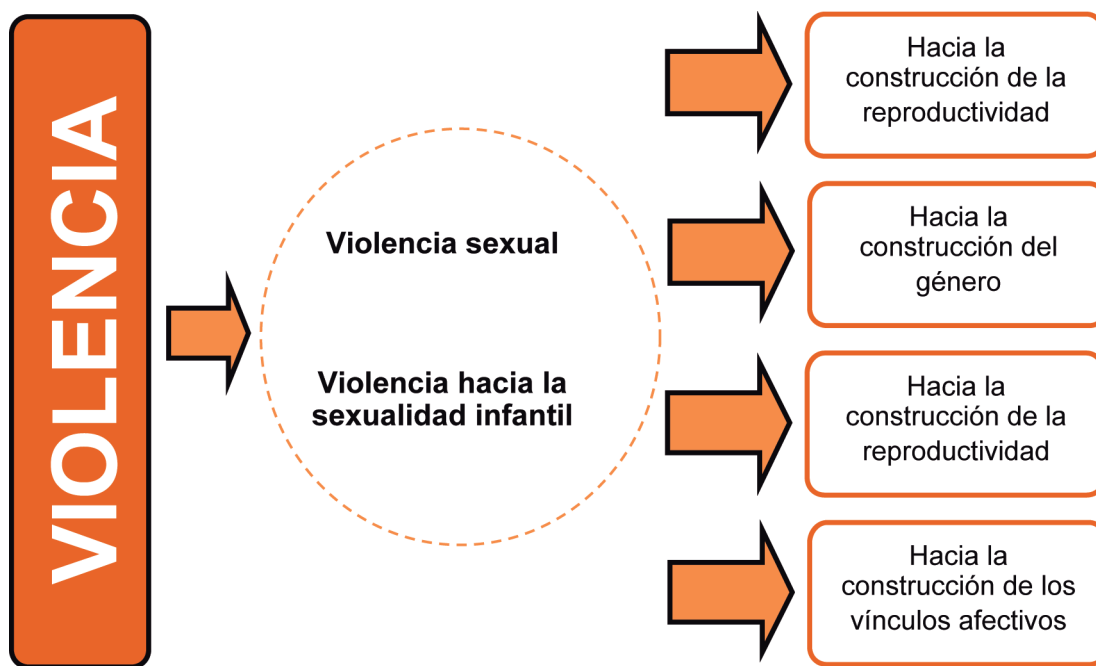 VIOLENCIA
Violencia sexual
Violencia hacia la
sexualidad infantil
Hacia la
construcción de la
reproductividad
Hacia la
construcción del
género
Hacia la
construcción de la
reproductividad
Hacia la
construcción de los
vínculos afectivos